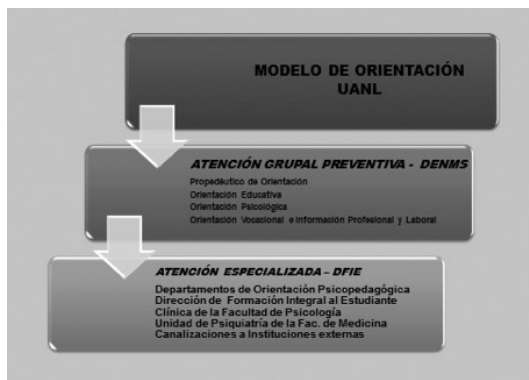 MODELO DE ORIENTACIÓN
UANL
ATENCIÓN GRUPAL PREVENTIVA - DENMS
Propedéutico de Orientación
Orientación Educativa
Orientación Psicológica
Orientación Vocacional e Información Profesional y Laboral
ATENCIÓN ESPECIALIZADA – DFIE
Departamentos de Orientación Psicopedagógica
Dirección de Formación Integral al Estudiante
Clínica de la Facultad de Psicología
Unidad de Psiquiatría de la Fac. de Medicina
Canalizaciones a Instituciones externas